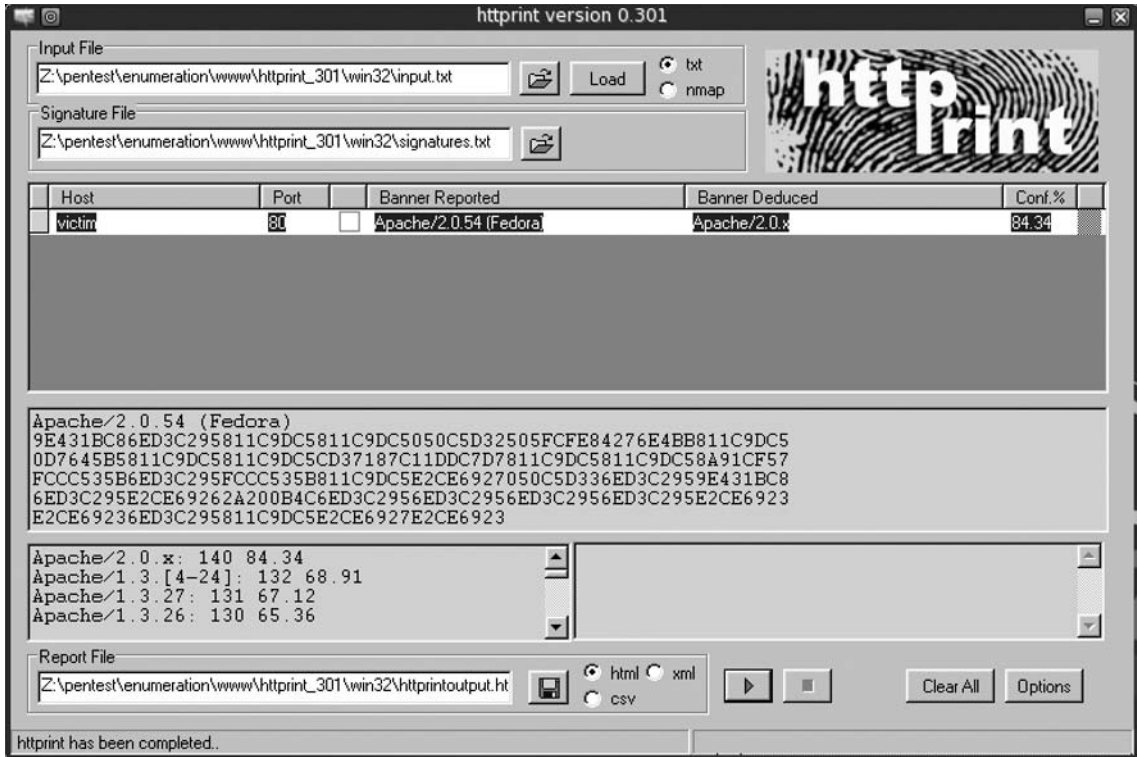 httprint version 0.301
Input File
Z:\pentest\enumeration\www\httprint_301\win32\input.txt
Load
txt
nmap
http
print
Signature File
Z:\pentest\enumeration\www\httprint_301\win32\signatures.txt
Host Port Banner Reported Banner Deduced Conf.%
victim 80 Apache/2.0.54 (Fedora) Apache/2.0.x 84.34
Apache/2.0.54 (Fedora)
9E431BC86ED3C295811C9DC5811C9DC5050C5D32505FCFE84276E4BB811C9DC5
0D7645B5811C9DC5811C9DC5CD37187C11DDC7D7811C9DC5811C9DC58A91CF57
FCCC535B6ED3C295FCCC535B811C9DC5E2CE6927050C5D336ED3C2959E431BC8
6ED3C295E2CE69262A200B4C6ED3C2956ED3C2956ED3C2956ED3C295E2CE6923
E2CE69236ED3C295811C9DC5E2CE6927E2CE6923
Apache/2.0.x: 140 84.34
Apache/1.3.[4-24]: 132 68.91
Apache/1.3.27: 131 67.12
Apache/1.3.26: 130 65.36
Report File
Z:\pentest\enumeration\www\httprint_301\win32\httprintoutput.ht
html
xml
csv
Clear All
Options
httprint has been completed..